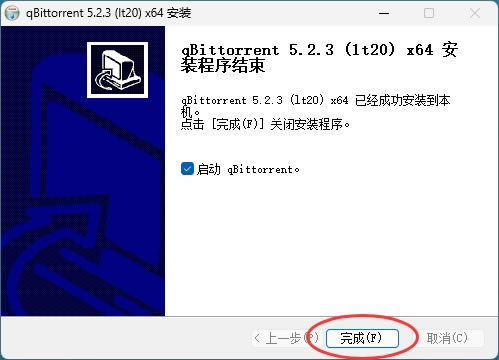 qBittorrent 5.2.3 (lt20) x64 安装
qBittorrent 5.2.3 (lt20) x64 安
装程序结束
qBittorrent 5.2.3 (lt20) x64 已经成功安装到本
机。
点击 [完成(F)] 关闭安装程序。
启动 qBittorrent。
< 上一步(P) 完成(F) 取消(C)